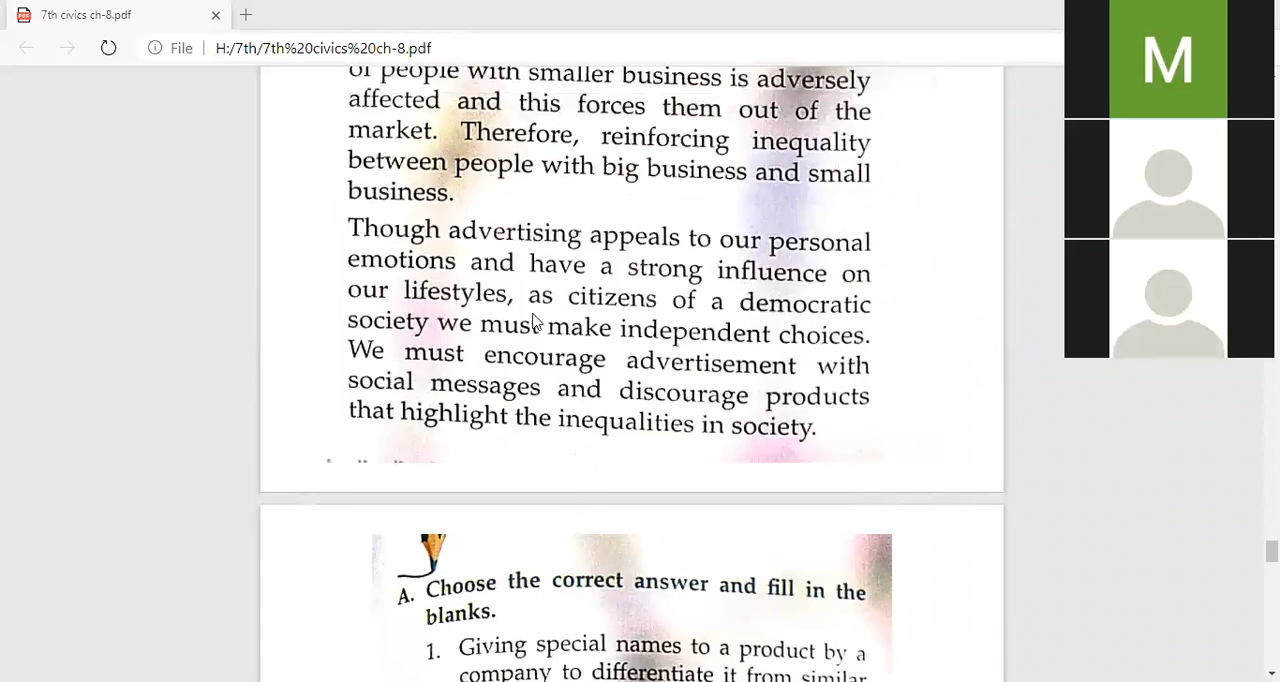 7th civics ch-8.pdf
File H:/7th/7th%20civics%20ch-8.pdf
of people with smaller business is adversely
affected and this forces them out of the
market. Therefore, reinforcing inequality
between people with big business and small
business.
Though advertising appeals to our personal
emotions and have a strong influence on
our lifestyles, as citizens of a democratic
society we must make independent choices.
We must encourage advertisement with
social messages and discourage products
that highlight the inequalities in society.
A. Choose the correct answer and fill in the
blanks.
1. Giving special names to a product by a
company to differentiate it from similar
M